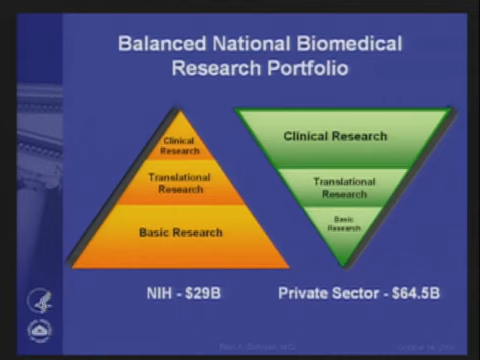 Balanced National Biomedical
Research Portfolio
Clinical
Research
Translational
Research
Basic Research
Clinical Research
Translational
Research
Basic
Research
NIH - $29B
Private Sector - $64.5B